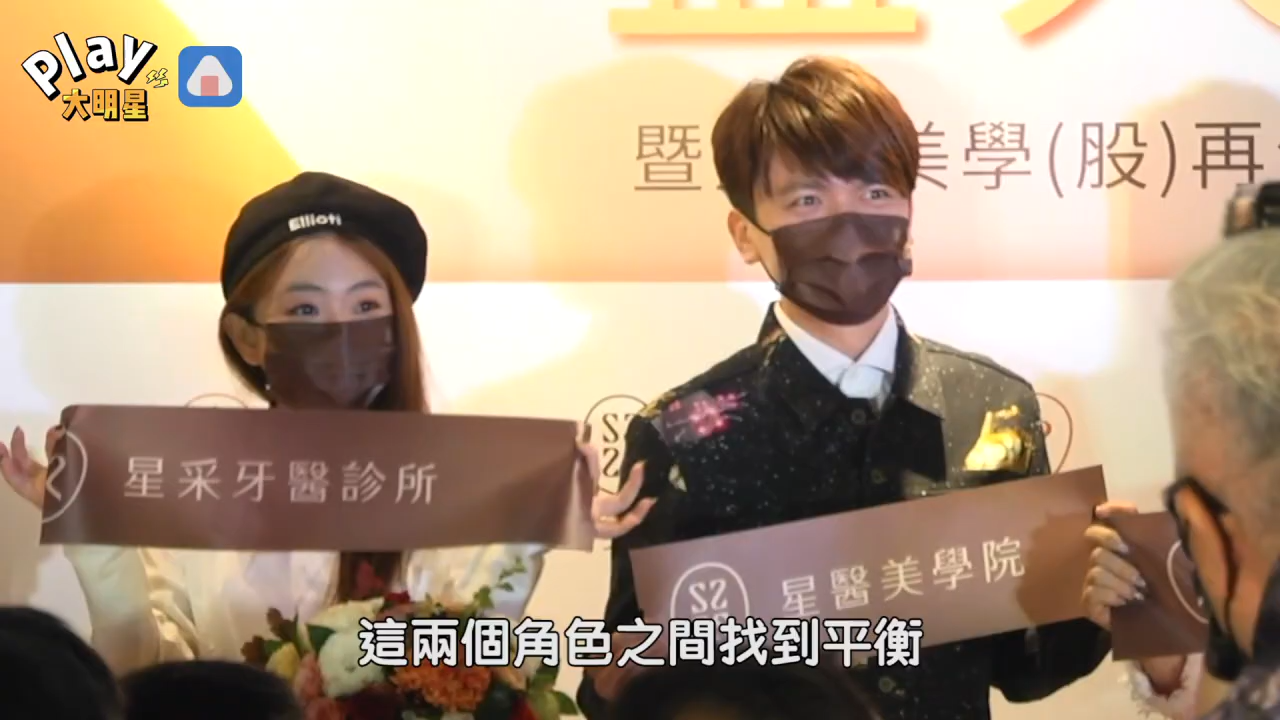 Play
大明星
暨 美學(股)再
Ellioti
星采牙醫診所
星醫美學院
這兩個角色之間找到平衡